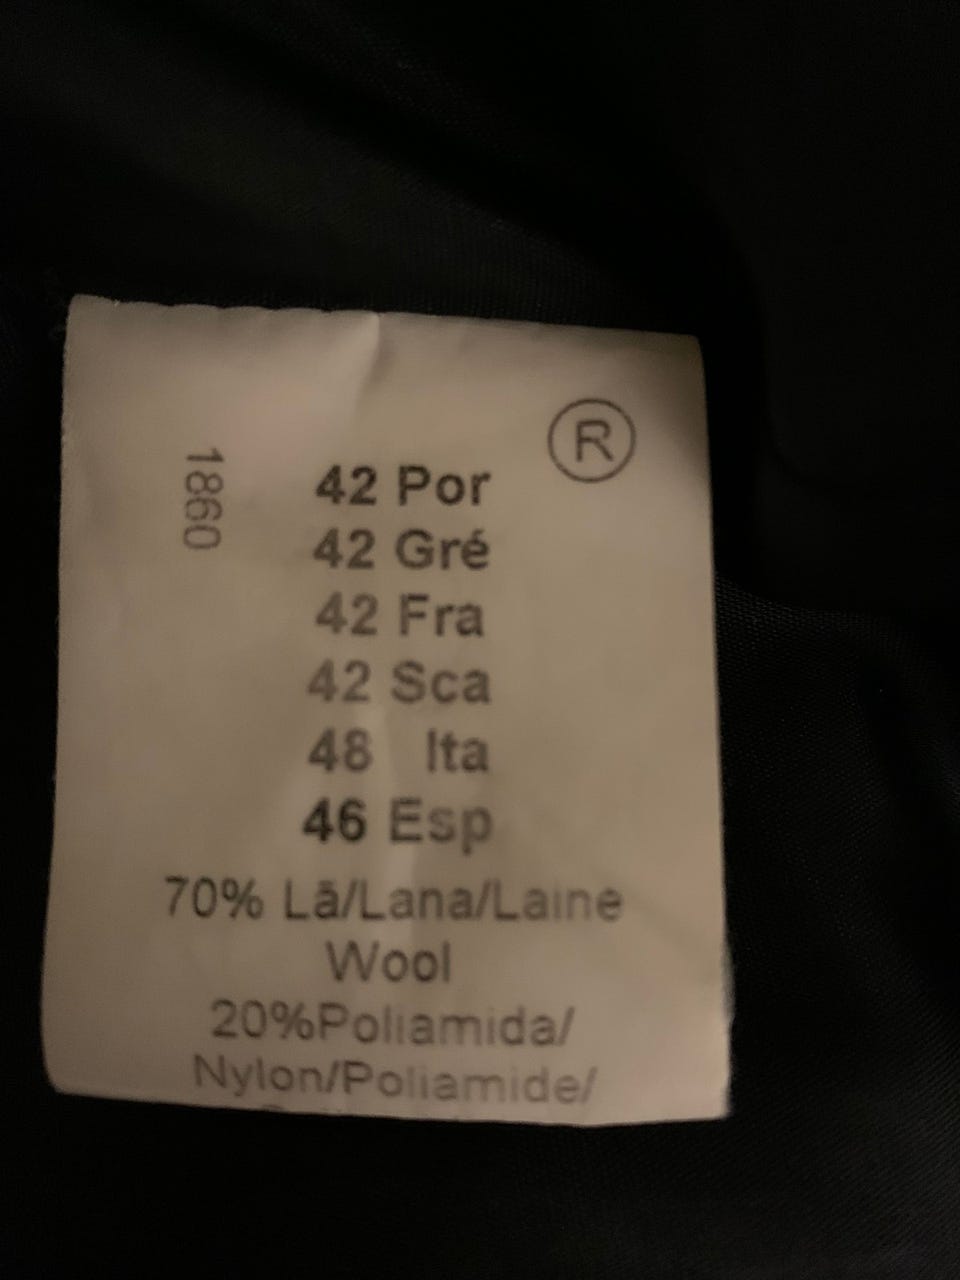 ®
1860
42 Por
42 Gré
42 Fra
42 Sca
48 Ita
46 Esp
70% Lã/Lana/Laine
Wool
20%Poliamida/
Nylon/Poliamide/